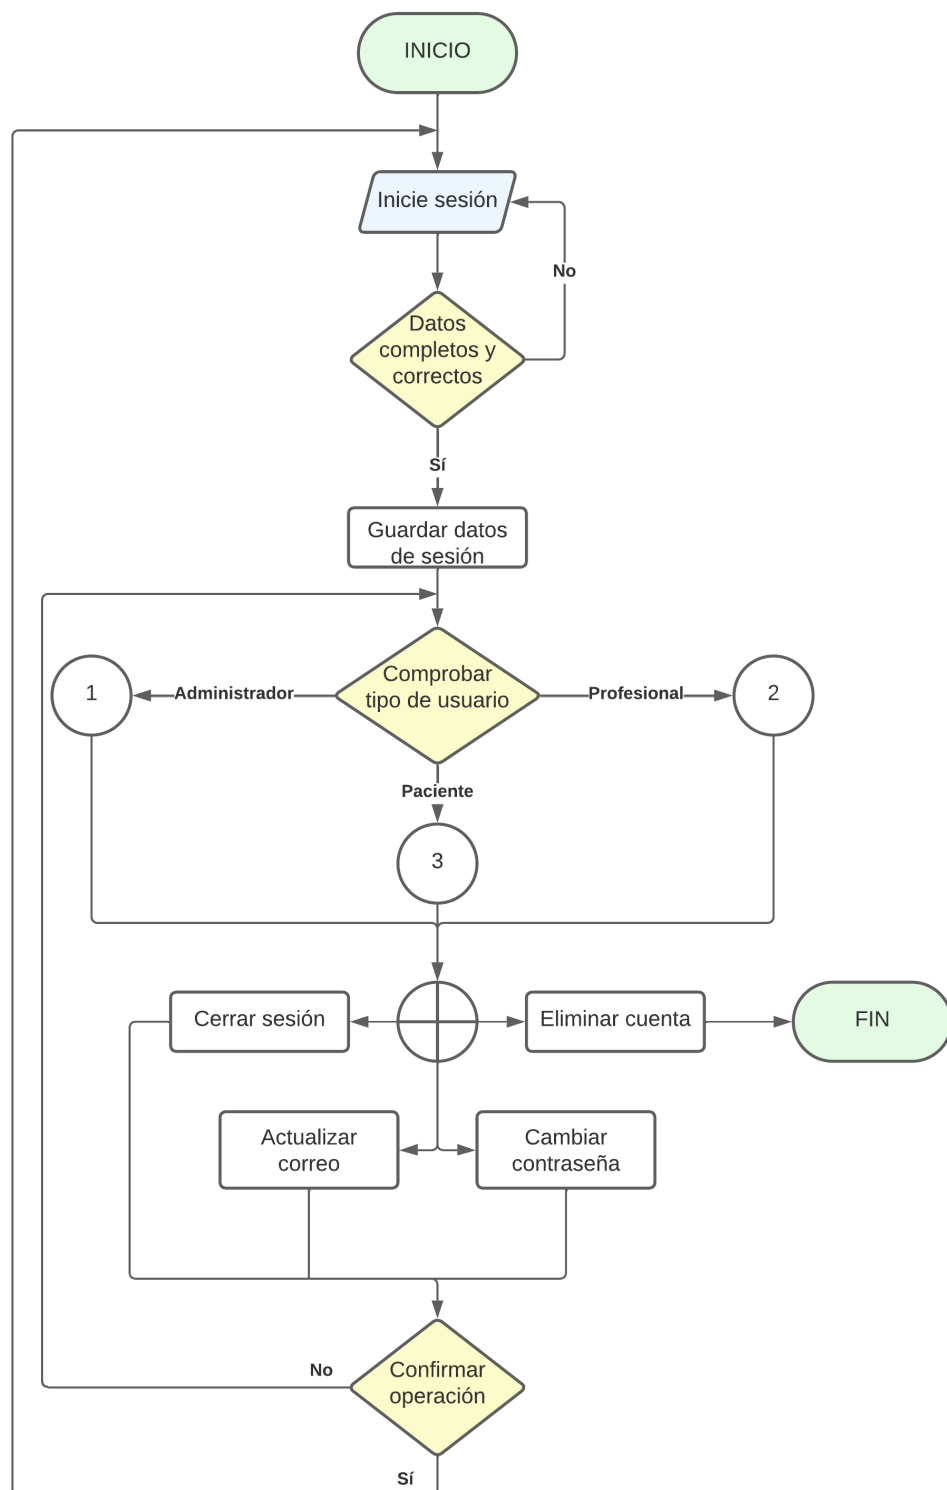 INICIO
Inicie sesión
No
Datos
completos y
correctos
Sí
Guardar datos
de sesión
1
Administrador
Comprobar
tipo de usuario
Profesional
2
Paciente
3
Cerrar sesión
Eliminar cuenta
FIN
Actualizar
correo
Cambiar
contraseña
No
Confirmar
operación
Sí